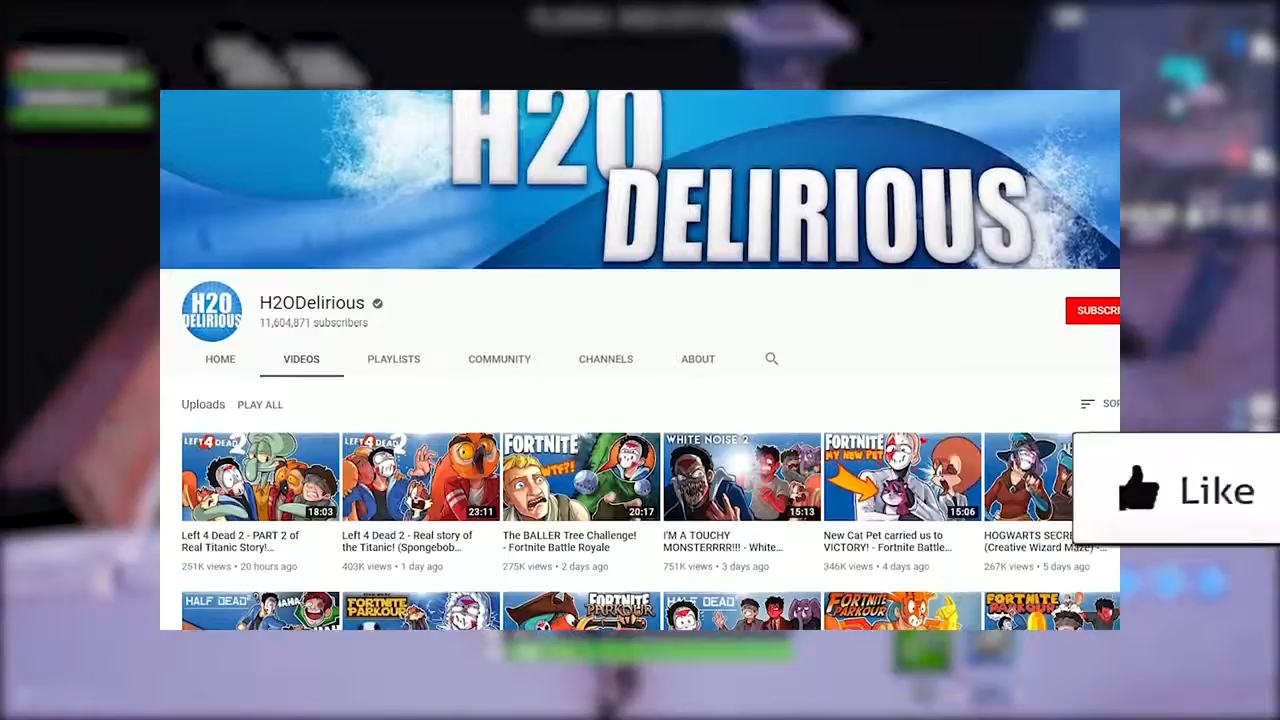 H2O
DELIRIOUS
H2O
DELIRIOUS
H2ODelirious
11,604,871 subscribers
SUBSCRI
HOME VIDEOS PLAYLISTS COMMUNITY CHANNELS ABOUT
Uploads PLAY ALL
SOR
LEFT 4 DEAD 2
LEFT 4 DEAD 2
FORTNITE
WTF?!
WHITE NOISE 2
FORTNITE
MY NEW PET
18:03 23:11 20:17 15:13 15:06
Left 4 Dead 2 - PART 2 of
Real Titanic Story!...
251K views • 20 hours ago
Left 4 Dead 2 - Real story of
the Titanic! (Spongebob...
403K views • 1 day ago
The BALLER Tree Challenge!
- Fortnite Battle Royale
275K views • 2 days ago
I'M A TOUCHY
MONSTERRRR!!! - White...
751K views • 3 days ago
New Cat Pet carried us to
VICTORY! - Fortnite Battle...
346K views • 4 days ago
HOGWARTS SECRE
(Creative Wizard Maze) -...
267K views • 5 days ago
Like
HALF DEAD 2
HAHA
FORTNITE
PARKOUR
FORTNITE
PARKOUR
HALF DEAD
FORTNITE
PARKOUR
FORTNITE
PARKOUR